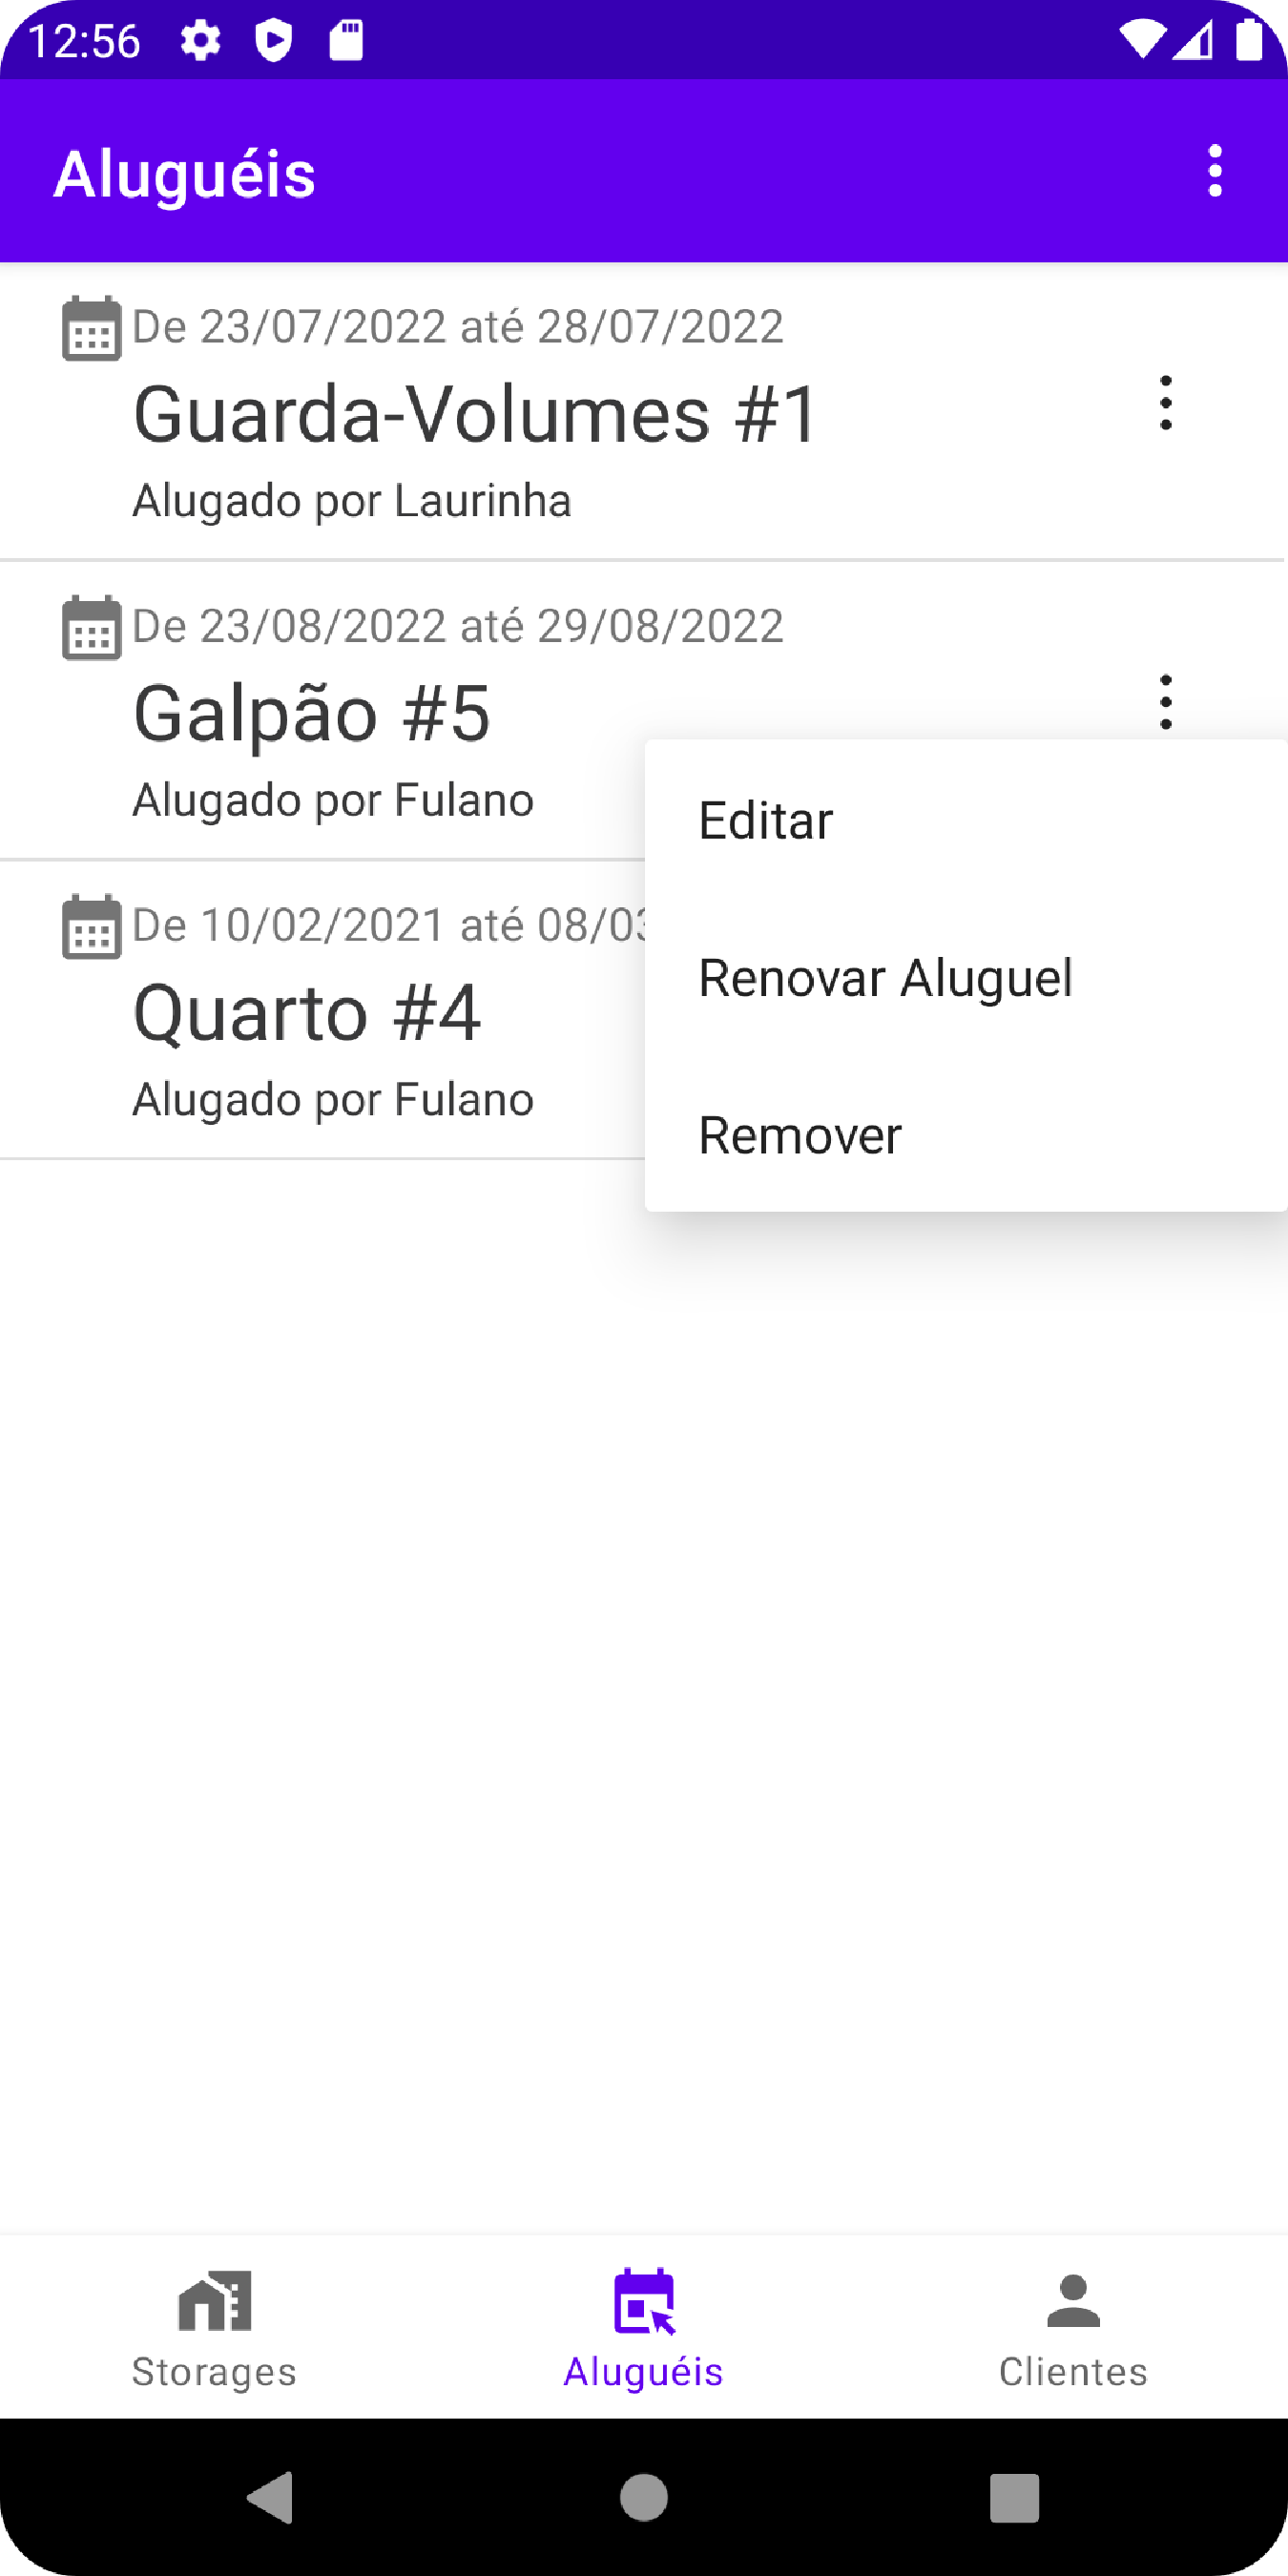 12:56
Aluguéis
De 23/07/2022 até 28/07/2022
Guarda-Volumes #1
Alugado por Laurinha
De 23/08/2022 até 29/08/2022
Galpão #5
Alugado por Fulano
De 10/02/2021 até 08/03
Quarto #4
Alugado por Fulano
Editar
Renovar Aluguel
Remover
Storages
Aluguéis
Clientes